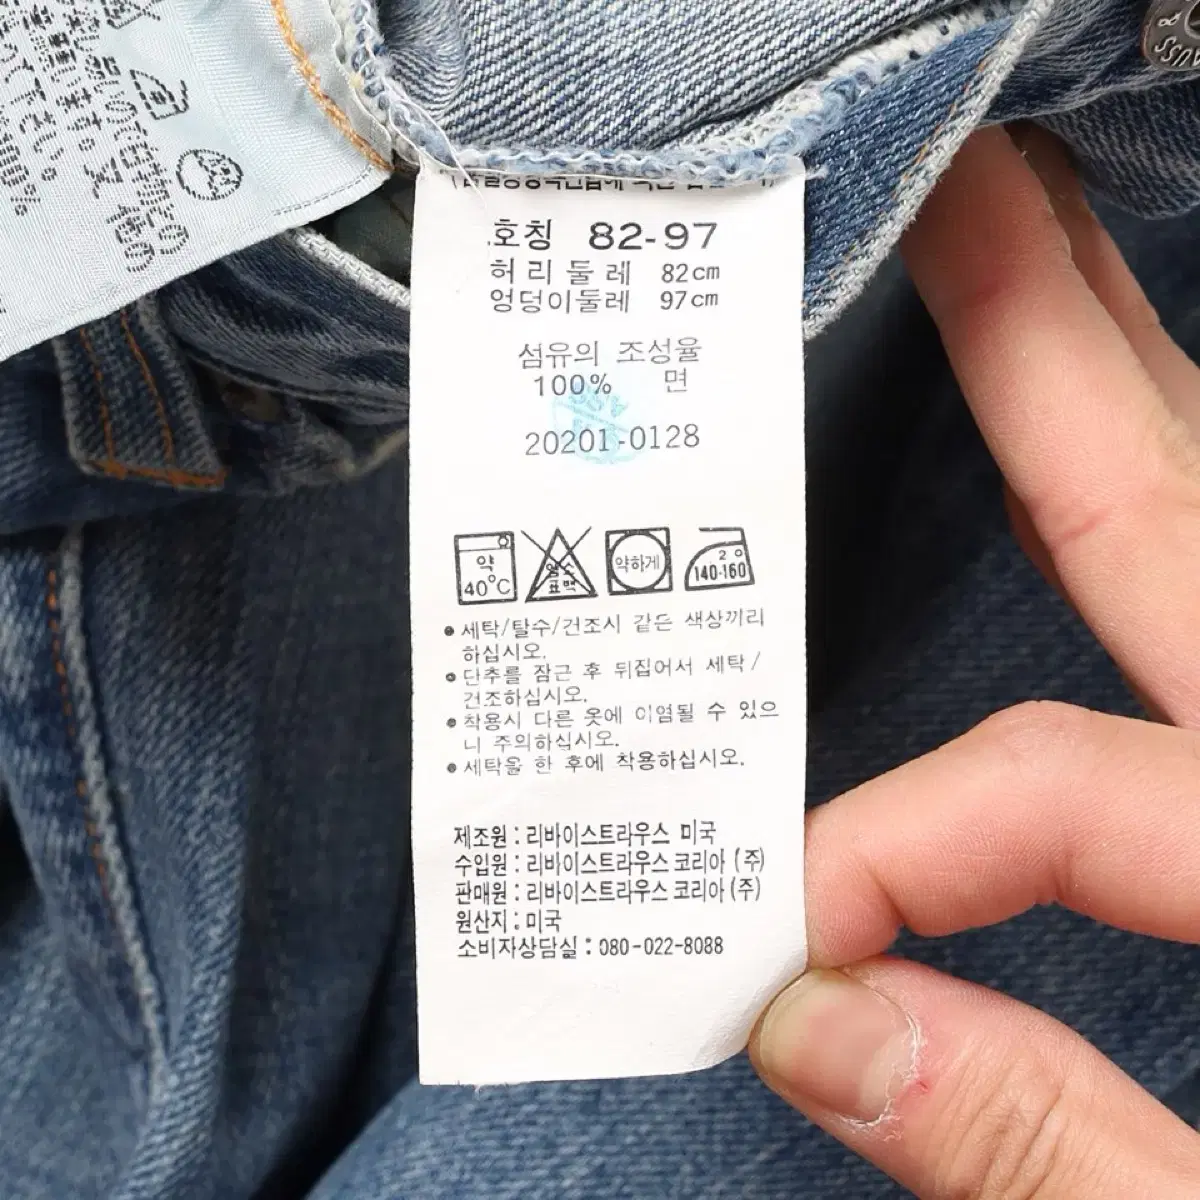 호칭 82-97
허리둘레 82cm
엉덩이둘레 97cm
섬유의 조성율
100% 면
20201-0128
약 40℃
염소 표백
약하게
2 0
140-160
• 세탁/탈수/건조시 같은 색상끼리
하십시오.
• 단추를 잠근 후 뒤집어서 세탁/
건조하십시오.
• 착용시 다른 옷에 이염될 수 있으
니 주의하십시오.
• 세탁을 한 후에 착용하십시오.
제조원 : 리바이스트라우스 미국
수입원 : 리바이스트라우스 코리아 (주)
판매원 : 리바이스트라우스 코리아 (주)
원산지 : 미국
소비자상담실 : 080-022-8088